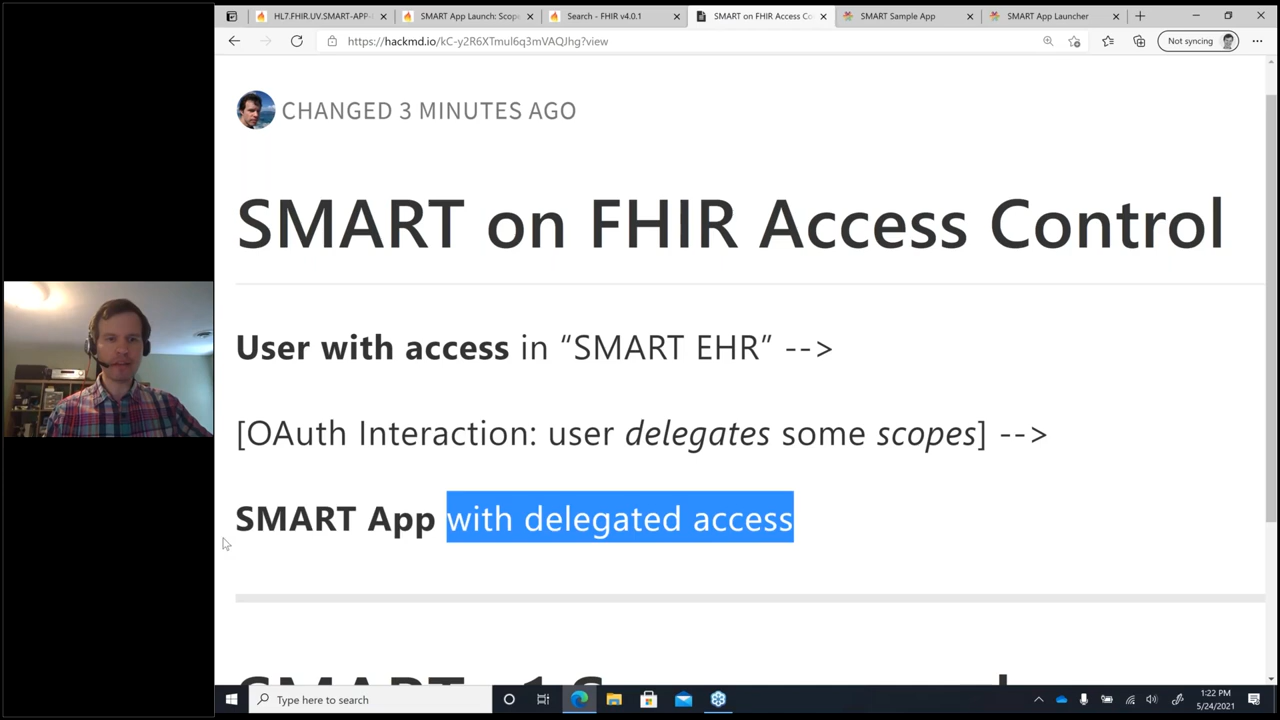 HL7.FHIR.UV.SMART-APP-
SMART App Launch: Scope
Search - FHIR v4.0.1
SMART on FHIR Access Co
SMART Sample App
SMART App Launcher
https://hackmd.io/kC-y2R6XTmul6q3mVAQJhg?view
Not syncing
CHANGED 3 MINUTES AGO
SMART on FHIR Access Control
User with access in “SMART EHR” -->
[OAuth Interaction: user delegates some scopes] -->
SMART App with delegated access
Type here to search
1:22 PM
5/24/2021